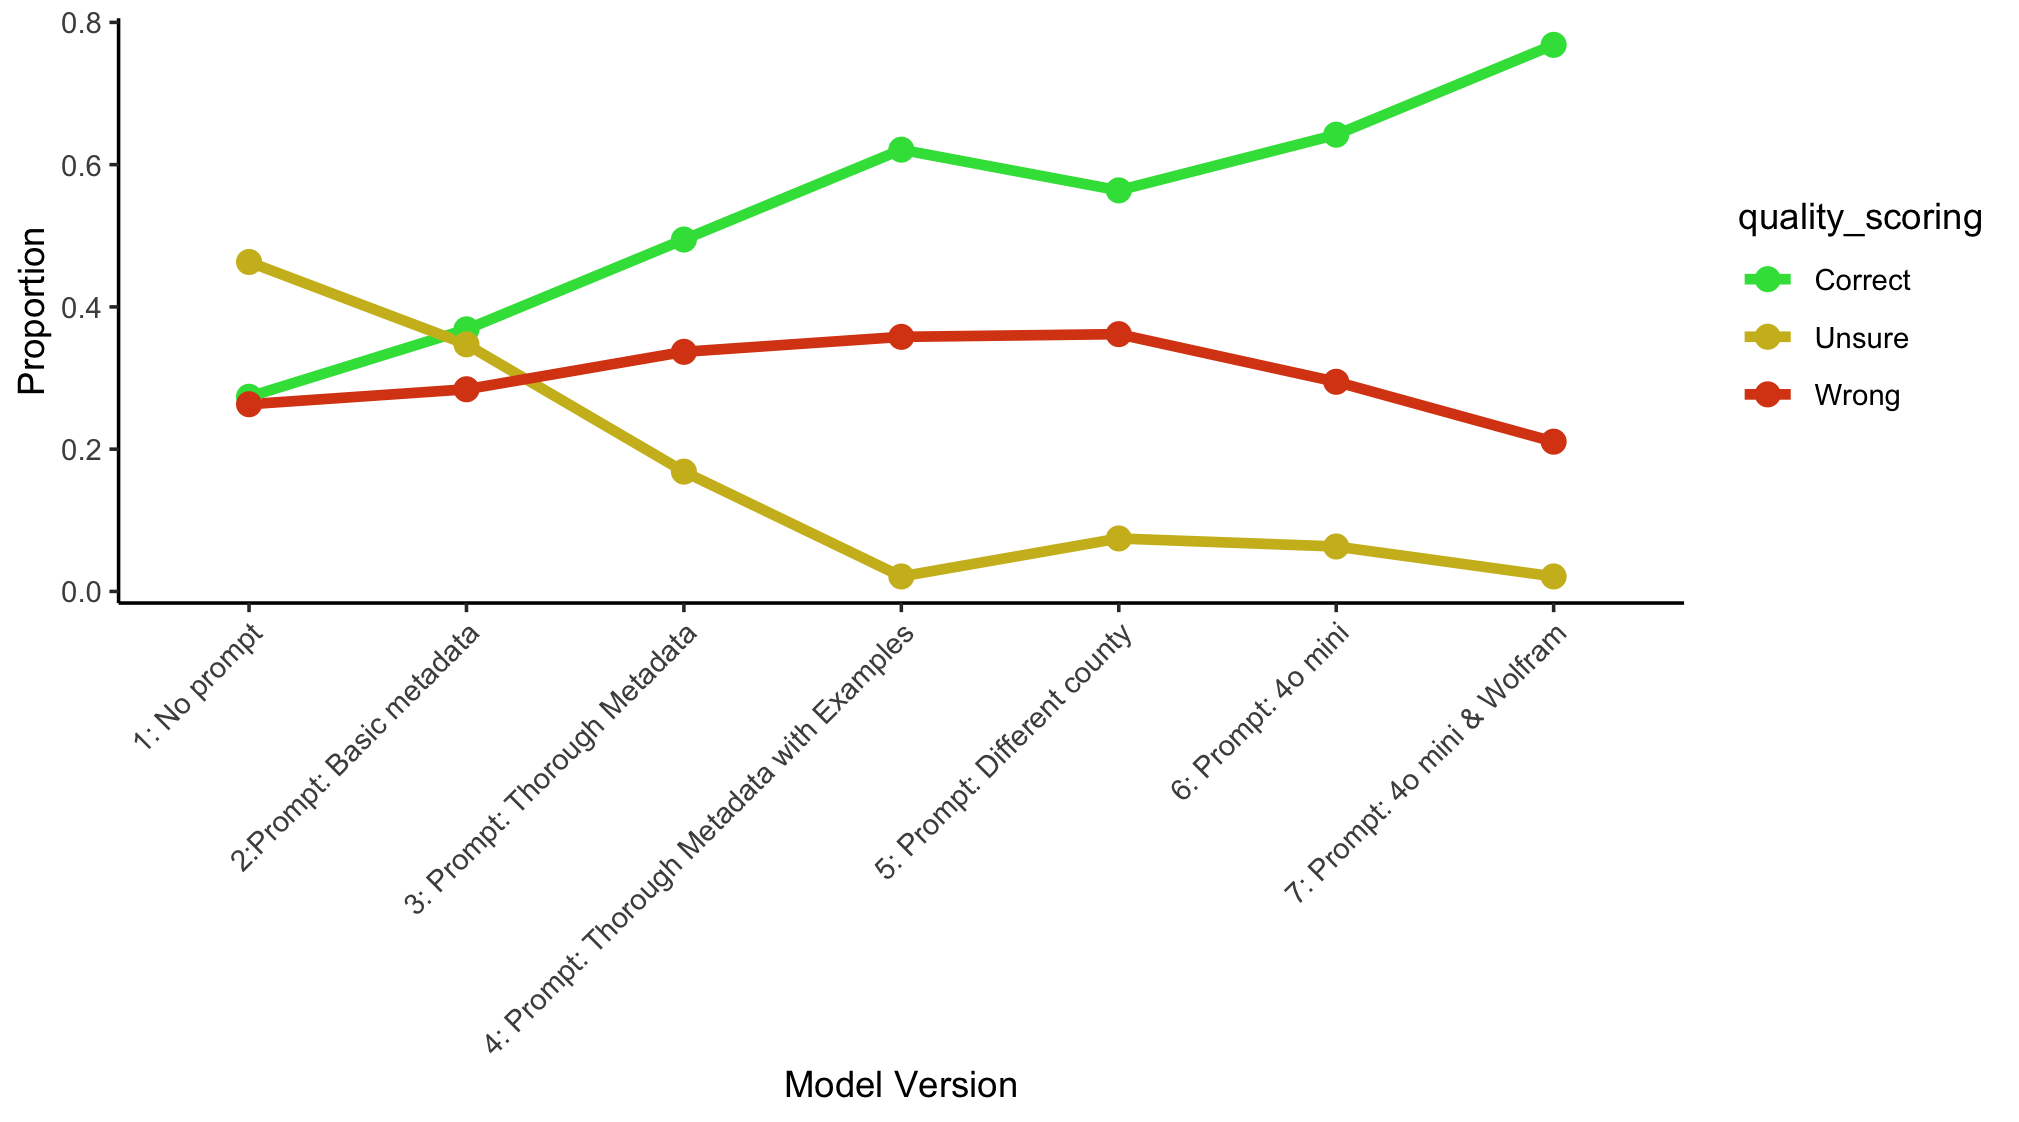 0.8
0.6
0.4
0.2
0.0
Proportion
1: No prompt
2:Prompt: Basic metadata
3: Prompt: Thorough Metadata
4: Prompt: Thorough Metadata with Examples
5: Prompt: Different county
6: Prompt: 4o mini
7: Prompt: 4o mini & Wolfram
Model Version
quality_scoring
Correct
Unsure
Wrong